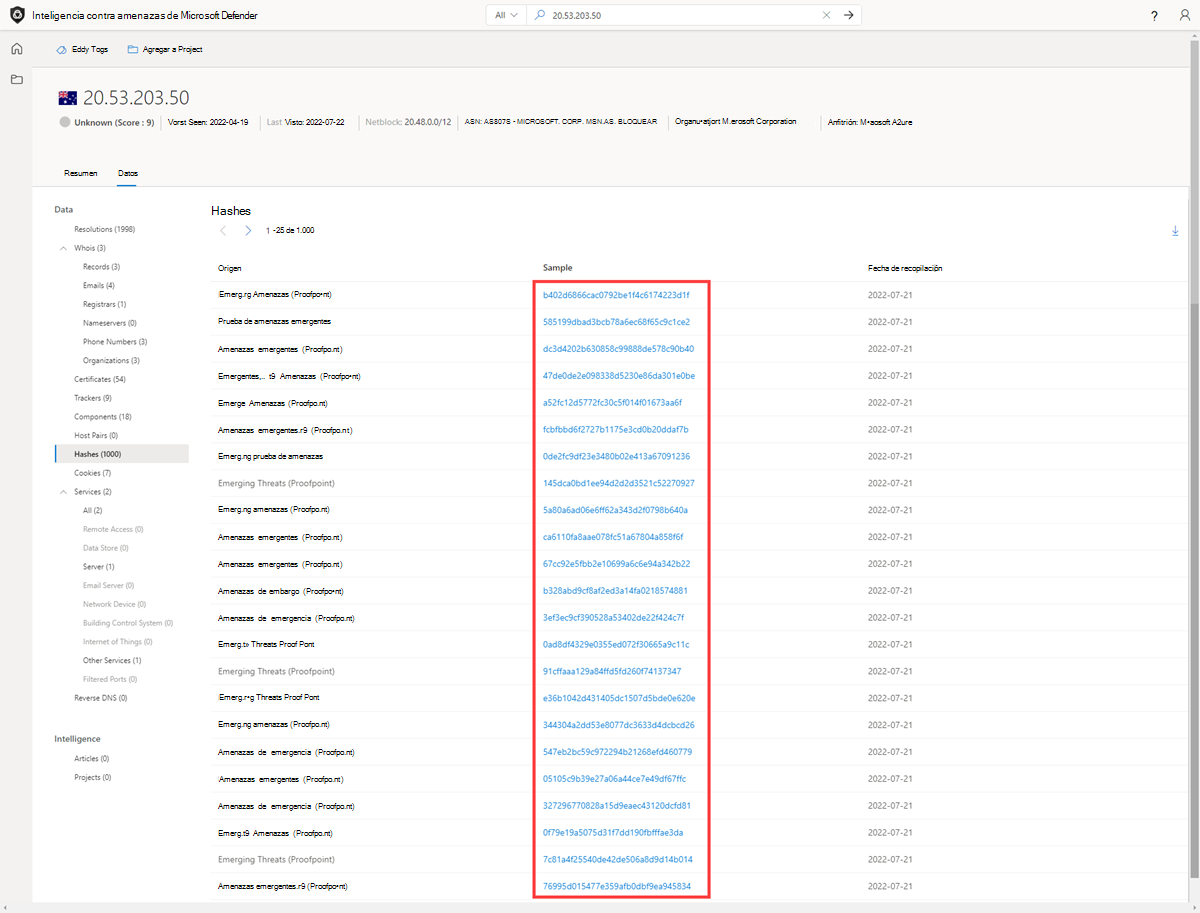 Inteligencia contra amenazas de Microsoft Defender
All
20.53.203.50
?
Eddy Togs
Agregar a Project
20.53.203.50
Unknown (Score : 9)
Vorst Seen: 2022-04-19
Last Visto: 2022-07-22
Netblock: 20.48.0.0/12
ASN: AS807S - MICROSOFT. CORP. MSN.AS. BLOQUEAR
Organu•atjort M.erosoft Corporation
Anfitrión: M•aosoft A2ure
Resumen
Datos
Data
Resolutions (1998)
Whois (3)
Records (3)
Emails (4)
Registrars (1)
Nameservers (0)
Phone Numbers (3)
Organizations (3)
Certificates (54)
Trackers (9)
Components (18)
Host Pairs (0)
Hashes (1000)
Cookies (7)
Services (2)
All (2)
Remote Access (0)
Data Store (0)
Server (1)
Email Server (0)
Network Device (0)
Building Control System (0)
Internet of Things (0)
Other Services (1)
Filtered Ports (0)
Reverse DNS (0)
Intelligence
Articles (0)
Projects (0)
Hashes
1 -25 de 1.000
Origen Sample Fecha de recopilación
Emerg.rg Amenazas (Proofpo•nt) b402d6866cac0792be1f4c6174223d1f 2022-07-21
Prueba de amenazas emergentes 585199dbad3bcb78a6ec68f65c9c1ce2 2022-07-21
Amenazas emergentes (Proofpo.nt) dc3d4202b630858c99888de578c90b40 2022-07-21
Emergentes,.. t9 Amenazas (Proofpo•nt) 47de0de2e098338d5230e86da301e0be 2022-07-21
Emerge Amenazas (Proofpo.nt) a52fc12d5772fc30c5f014f01673aa6f 2022-07-21
Amenazas emergentes.r9 (Proofpo.nt) fcbfbbd6f2727b1175e3cd0b20ddaf7b 2022-07-21
Emerg.ng prueba de amenazas 0de2fc9df23e3480b02e413a67091236 2022-07-21
Emerging Threats (Proofpoint) 145dca0bd1ee94d2d2d3521c52270927 2022-07-21
Emerg.ng amenazas (Proofpo.nt) 5a80a6ad06e6ff62a343d2f0798b640a 2022-07-21
Amenazas emergentes (Proofpo.nt) ca6110fa8aae078fc51a67804a858f6f 2022-07-21
Amenazas emergentes (Proofpo.nt) 67cc92e5fbb2e10699a6c6e94a342b22 2022-07-21
Amenazas de embargo (Proofpo•nt) b328abd9cf8af2ed3a14fa0218574881 2022-07-21
Amenazas de emergencia (Proofpo.nt) 3ef3ec9cf390528a53402de22f424c7f 2022-07-21
Emerg.t» Threats Proof Pont 0ad8df4329e0355ed072f30665a9c11c 2022-07-21
Emerging Threats (Proofpoint) 91cffaaa129a84ffd5fd260f74137347 2022-07-21
Emerg.r•g Threats Proof Pont e36b1042d431405dc1507d5bde0e620e 2022-07-21
Emerg.ng amenazas (Proofpo.nt) 344304a2dd53e8077dc3633d4dcbcd26 2022-07-21
Amenazas de emergencia (Proofpo.nt) 547eb2bc59c972294b21268efd460779 2022-07-21
Amenazas emergentes (Proofpo.nt) 05105c9b39e27a06a44ce7e49df67ffc 2022-07-21
Amenazas de emergencia (Proofpo.nt) 327296770828a15d9eaec43120dcfd81 2022-07-21
Emerg.t9 Amenazas (Proofpo.nt) 0f79e19a5075d31f7dd190fbfffae3da 2022-07-21
Emerging Threats (Proofpoint) 7c81a4f25540de42de506a8d9d14b014 2022-07-21
Amenazas emergentes.r9 (Proofpo•nt) 76995d015477e359afb0dbf9ea945834 2022-07-21